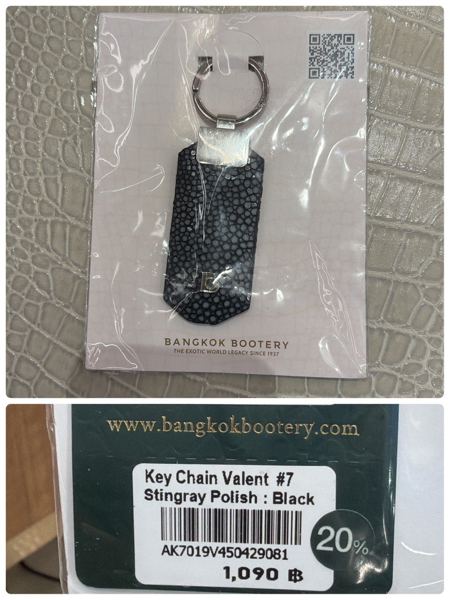 B
BANGKOK BOOTERY
THE EXOTIC WORLD LEGACY SINCE 1937
www.bangkokbootery.com
Key Chain Valent #7
Stingray Polish : Black
AK7019V450429081
1,090 ฿
20%